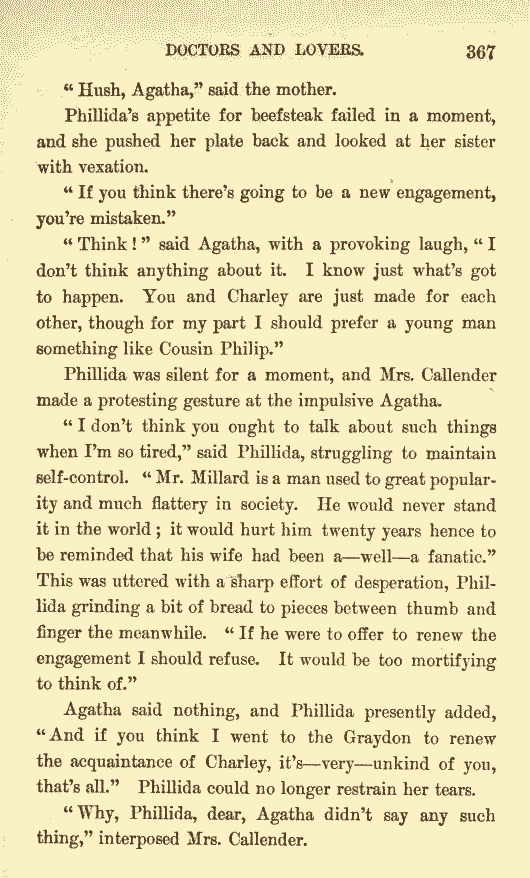 DOCTORS AND LOVERS. 367
“ Hush, Agatha,” said the mother.
Phillida’s appetite for beefsteak failed in a moment,
and she pushed her plate back and looked at her sister
with vexation.
“ If you think there’s going to be a new engagement,
you’re mistaken.”
“ Think ! ” said Agatha, with a provoking laugh, “ I
don’t think anything about it. I know just what’s got
to happen. You and Charley are just made for each
other, though for my part I should prefer a young man
something like Cousin Philip.”
Phillida was silent for a moment, and Mrs. Callender
made a protesting gesture at the impulsive Agatha.
“ I don’t think you ought to talk about such things
when I’m so tired,” said Phillida, struggling to maintain
self-control. “ Mr. Millard is a man used to great popular-
ity and much flattery in society. He would never stand
it in the world ; it would hurt him twenty years hence to
be reminded that his wife had been a—well—a fanatic.”
This was uttered with a sharp effort of desperation, Phil-
lida grinding a bit of bread to pieces between thumb and
finger the meanwhile. “ If he were to offer to renew the
engagement I should refuse. It would be too mortifying
to think of.”
Agatha said nothing, and Phillida presently added,
“ And if you think I went to the Graydon to renew
the acquaintance of Charley, it’s—very—unkind of you,
that’s all.” Phillida could no longer restrain her tears.
“ Why, Phillida, dear, Agatha didn’t say any such
thing,” interposed Mrs. Callender.